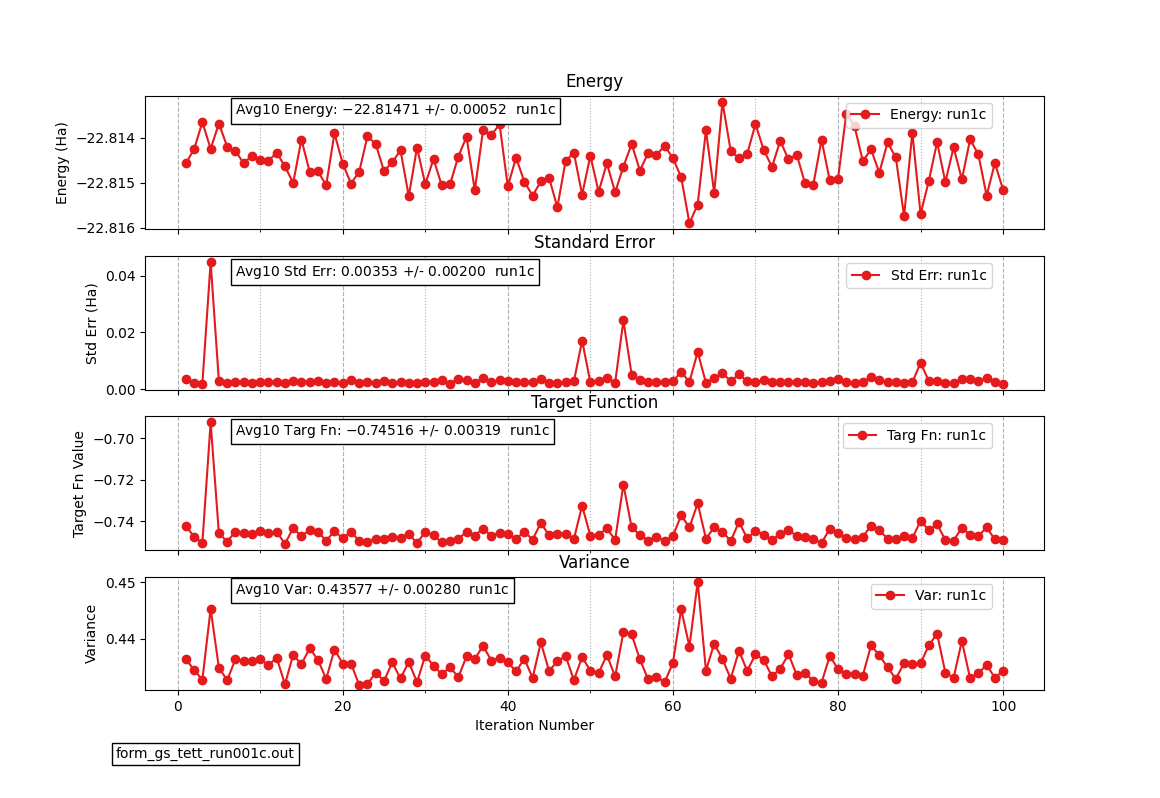 Energy
Avg10 Energy: −22.81471 +/- 0.00052 run1c
Energy: run1c
Energy (Ha)
−22.814
−22.815
−22.816
Standard Error
Avg10 Std Err: 0.00353 +/- 0.00200 run1c
Std Err: run1c
Std Err (Ha)
0.04
0.02
0.00
Target Function
Avg10 Targ Fn: −0.74516 +/- 0.00319 run1c
Targ Fn: run1c
Target Fn Value
−0.70
−0.72
−0.74
Variance
Avg10 Var: 0.43577 +/- 0.00280 run1c
Var: run1c
Variance
0.45
0.44
0 20 40 60 80 100
Iteration Number
form_gs_tett_run001c.out